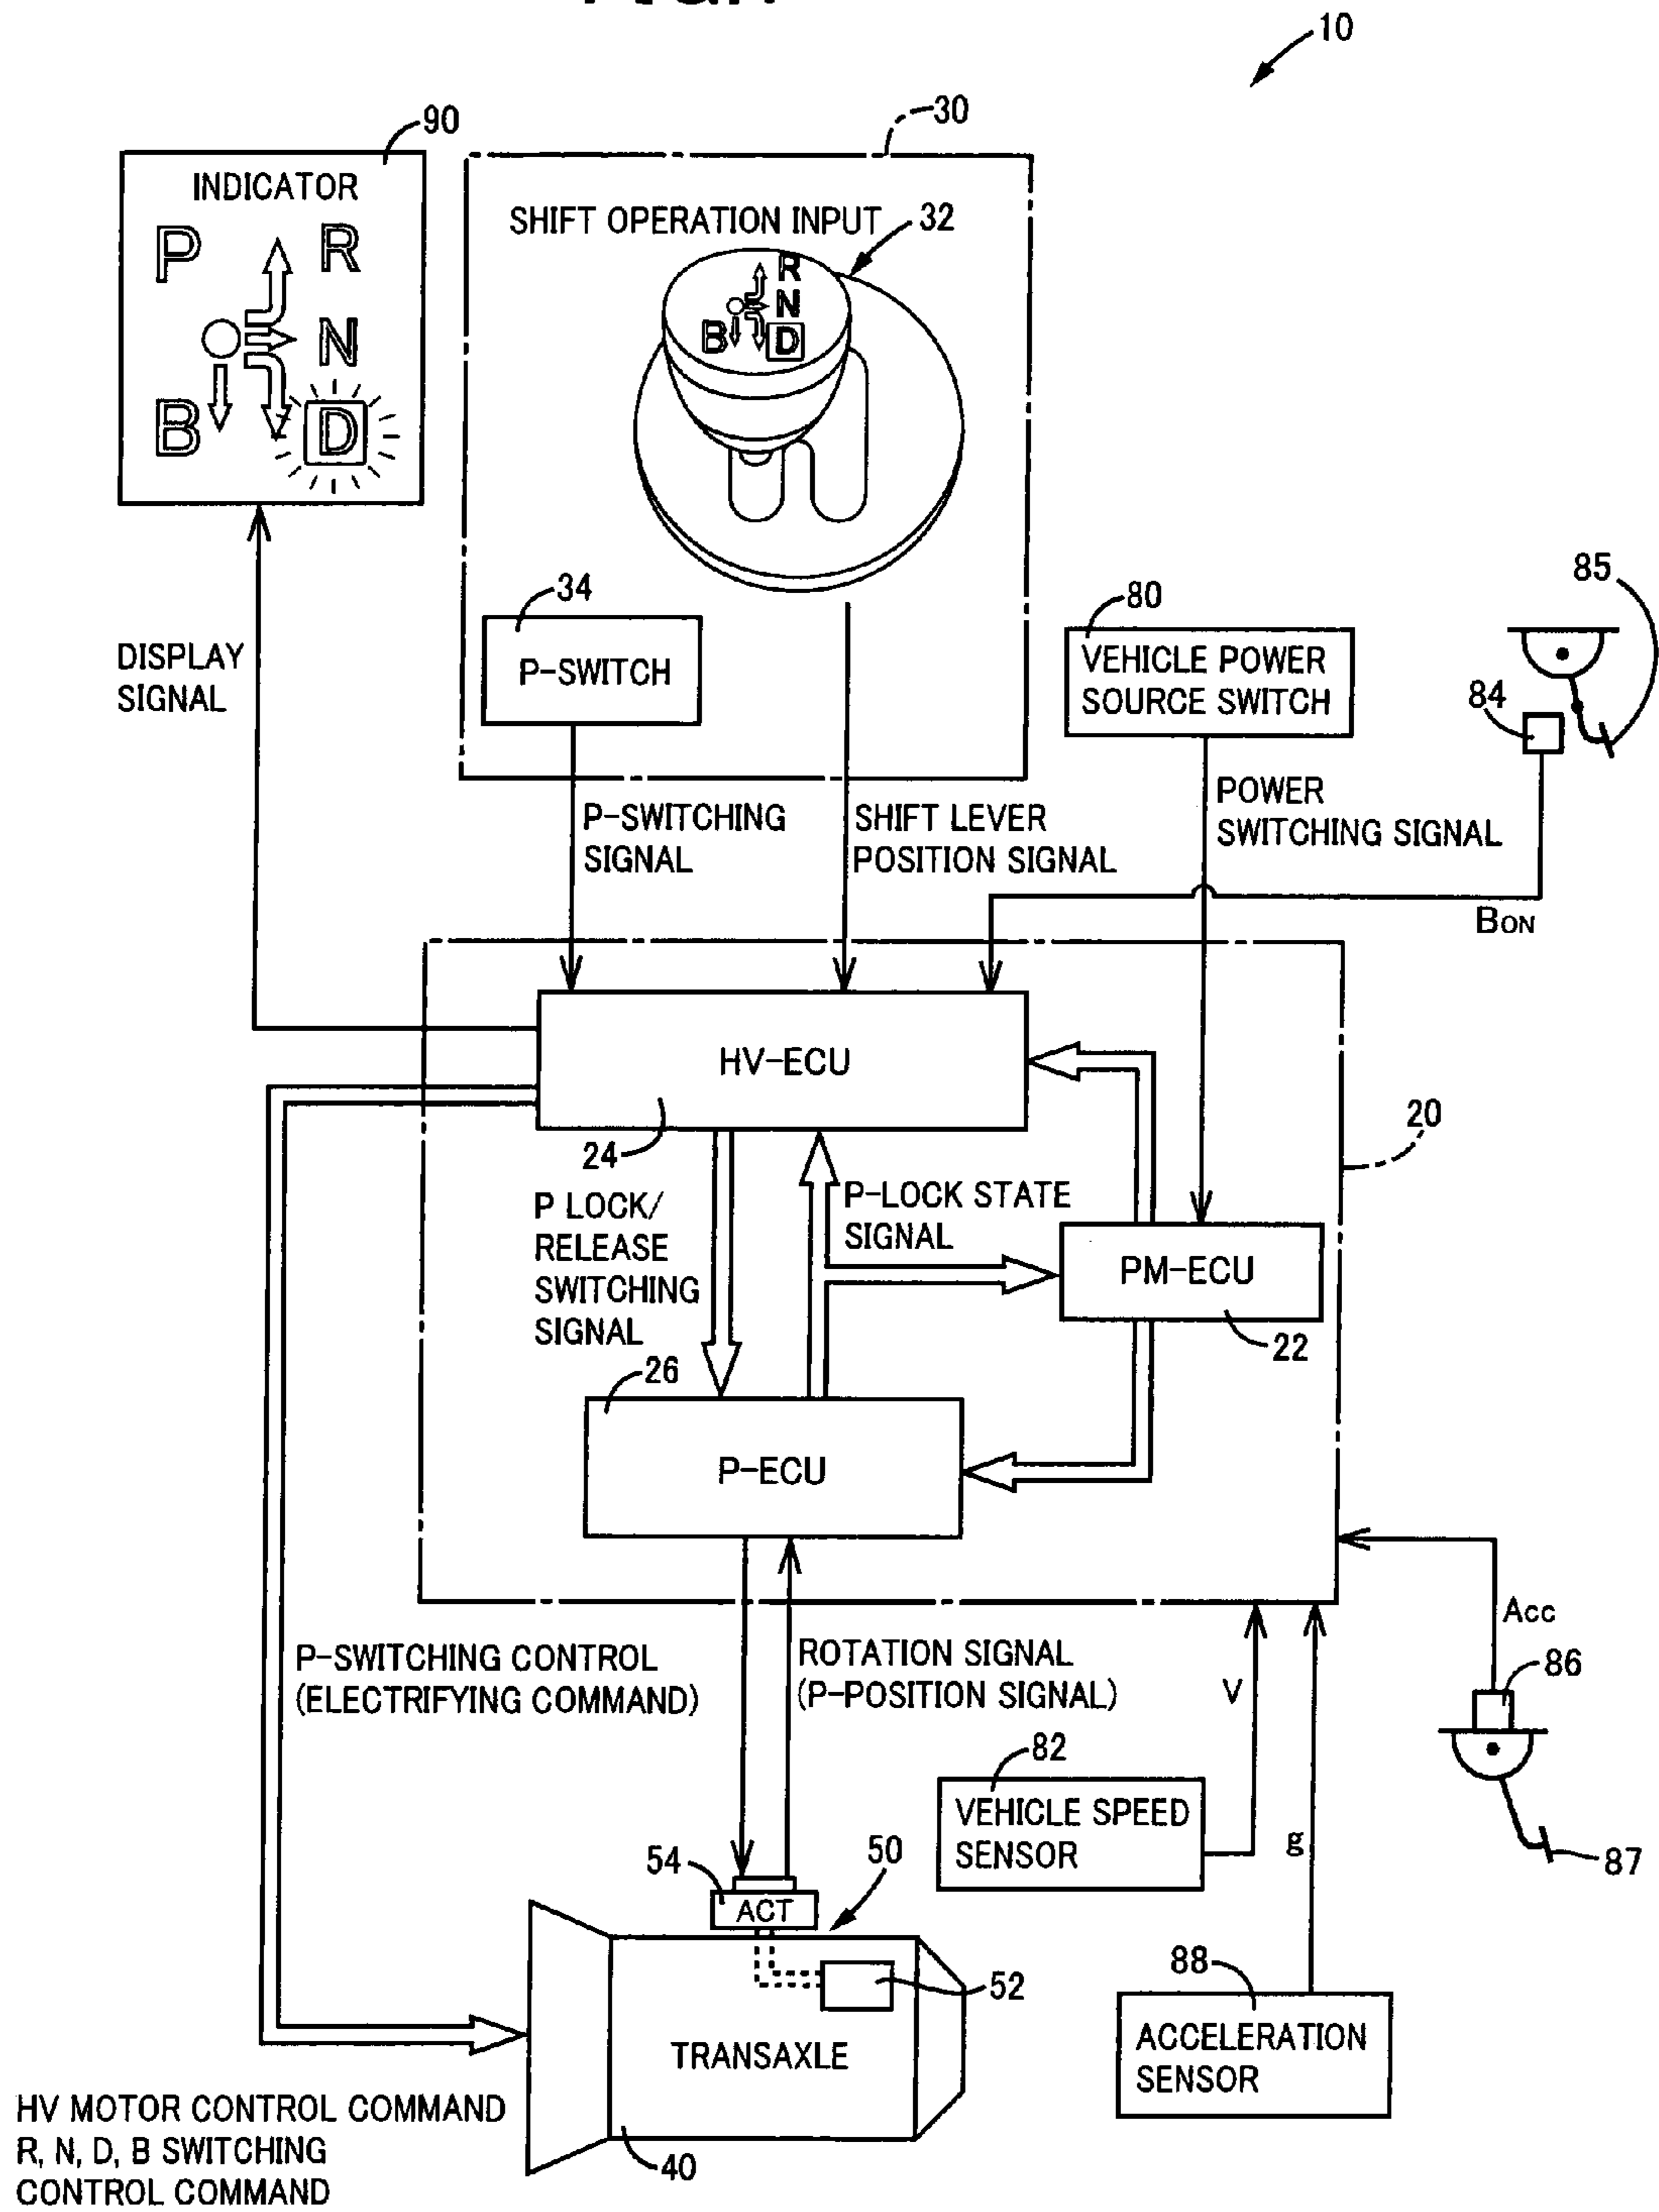 10
90
30
INDICATOR
P
R
N
B
D
SHIFT OPERATION INPUT
32
R
N
B
D
34
P-SWITCH
80
VEHICLE POWER
SOURCE SWITCH
85
84
DISPLAY
SIGNAL
P-SWITCHING
SIGNAL
SHIFT LEVER
POSITION SIGNAL
POWER
SWITCHING SIGNAL
BON
HV-ECU
24
20
P LOCK/
RELEASE
SWITCHING
SIGNAL
P-LOCK STATE
SIGNAL
PM-ECU
22
26
P-ECU
Acc
P-SWITCHING CONTROL
(ELECTRIFYING COMMAND)
ROTATION SIGNAL
(P-POSITION SIGNAL)
V
86
82
VEHICLE SPEED
SENSOR
g
87
54
ACT
50
52
88
ACCELERATION
SENSOR
TRANSAXLE
40
HV MOTOR CONTROL COMMAND
R, N, D, B SWITCHING
CONTROL COMMAND